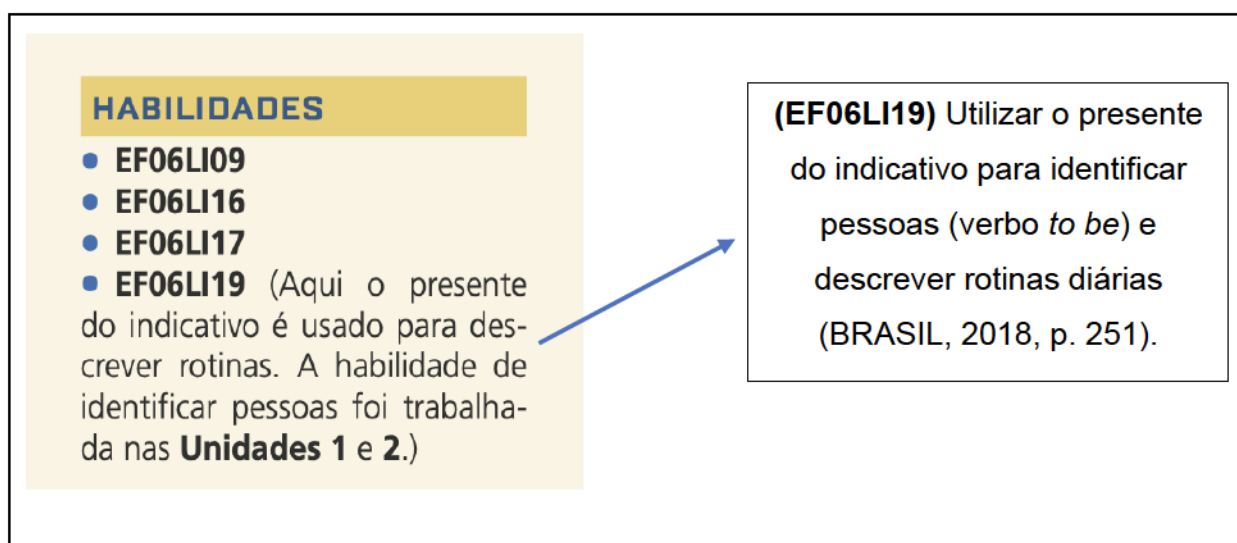 HABILIDADES
• EF06LI09
• EF06LI16
• EF06LI17
• EF06LI19 (Aqui o presente
do indicativo é usado para des-
crever rotinas. A habilidade de
identificar pessoas foi trabalha-
da nas Unidades 1 e 2.)
(EF06LI19) Utilizar o presente
do indicativo para identificar
pessoas (verbo to be) e
descrever rotinas diárias
(BRASIL, 2018, p. 251).